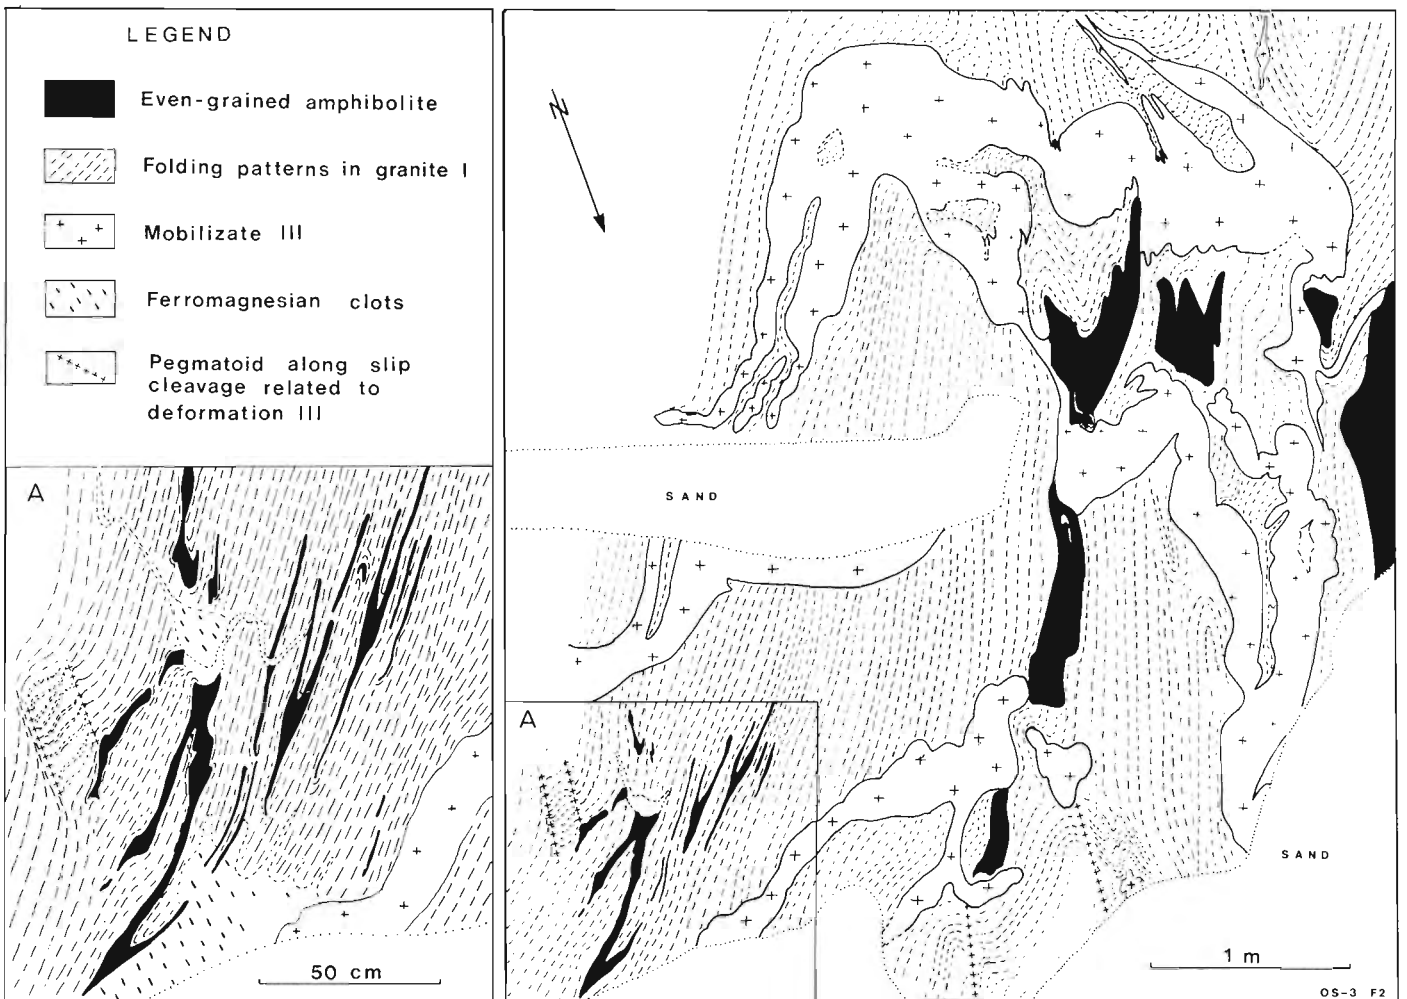 LEGEND
Even-grained amphibolite
Folding patterns in granite I
Mobilizate III
Ferromagnesian clots
Pegmatoid along slip
cleavage related to
deformation III
A
50 cm
N
SAND
A
SAND
1 m
OS-3 F2